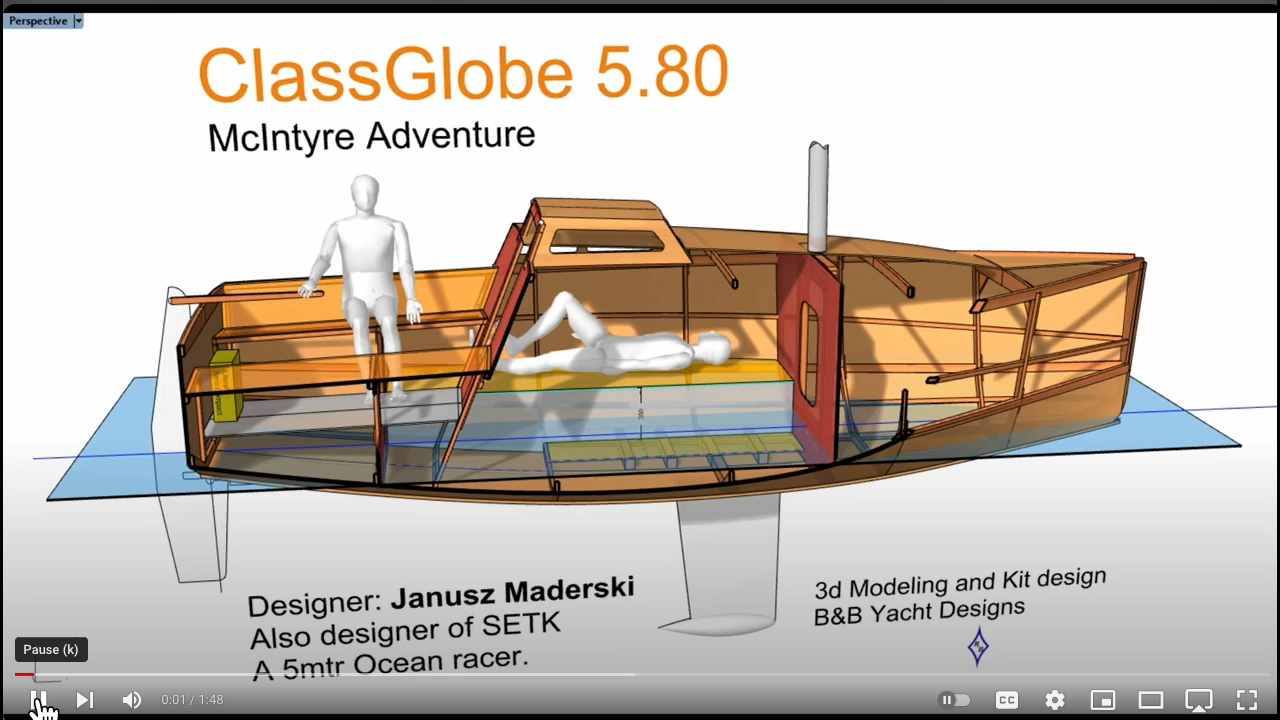 Perspective
ClassGlobe 5.80
McIntyre Adventure
Designer: Janusz Maderski
Also designer of SETK
A 5mtr Ocean racer.
3d Modeling and Kit design
B&B Yacht Designs
Pause (k)
0:01 / 1:48
CC